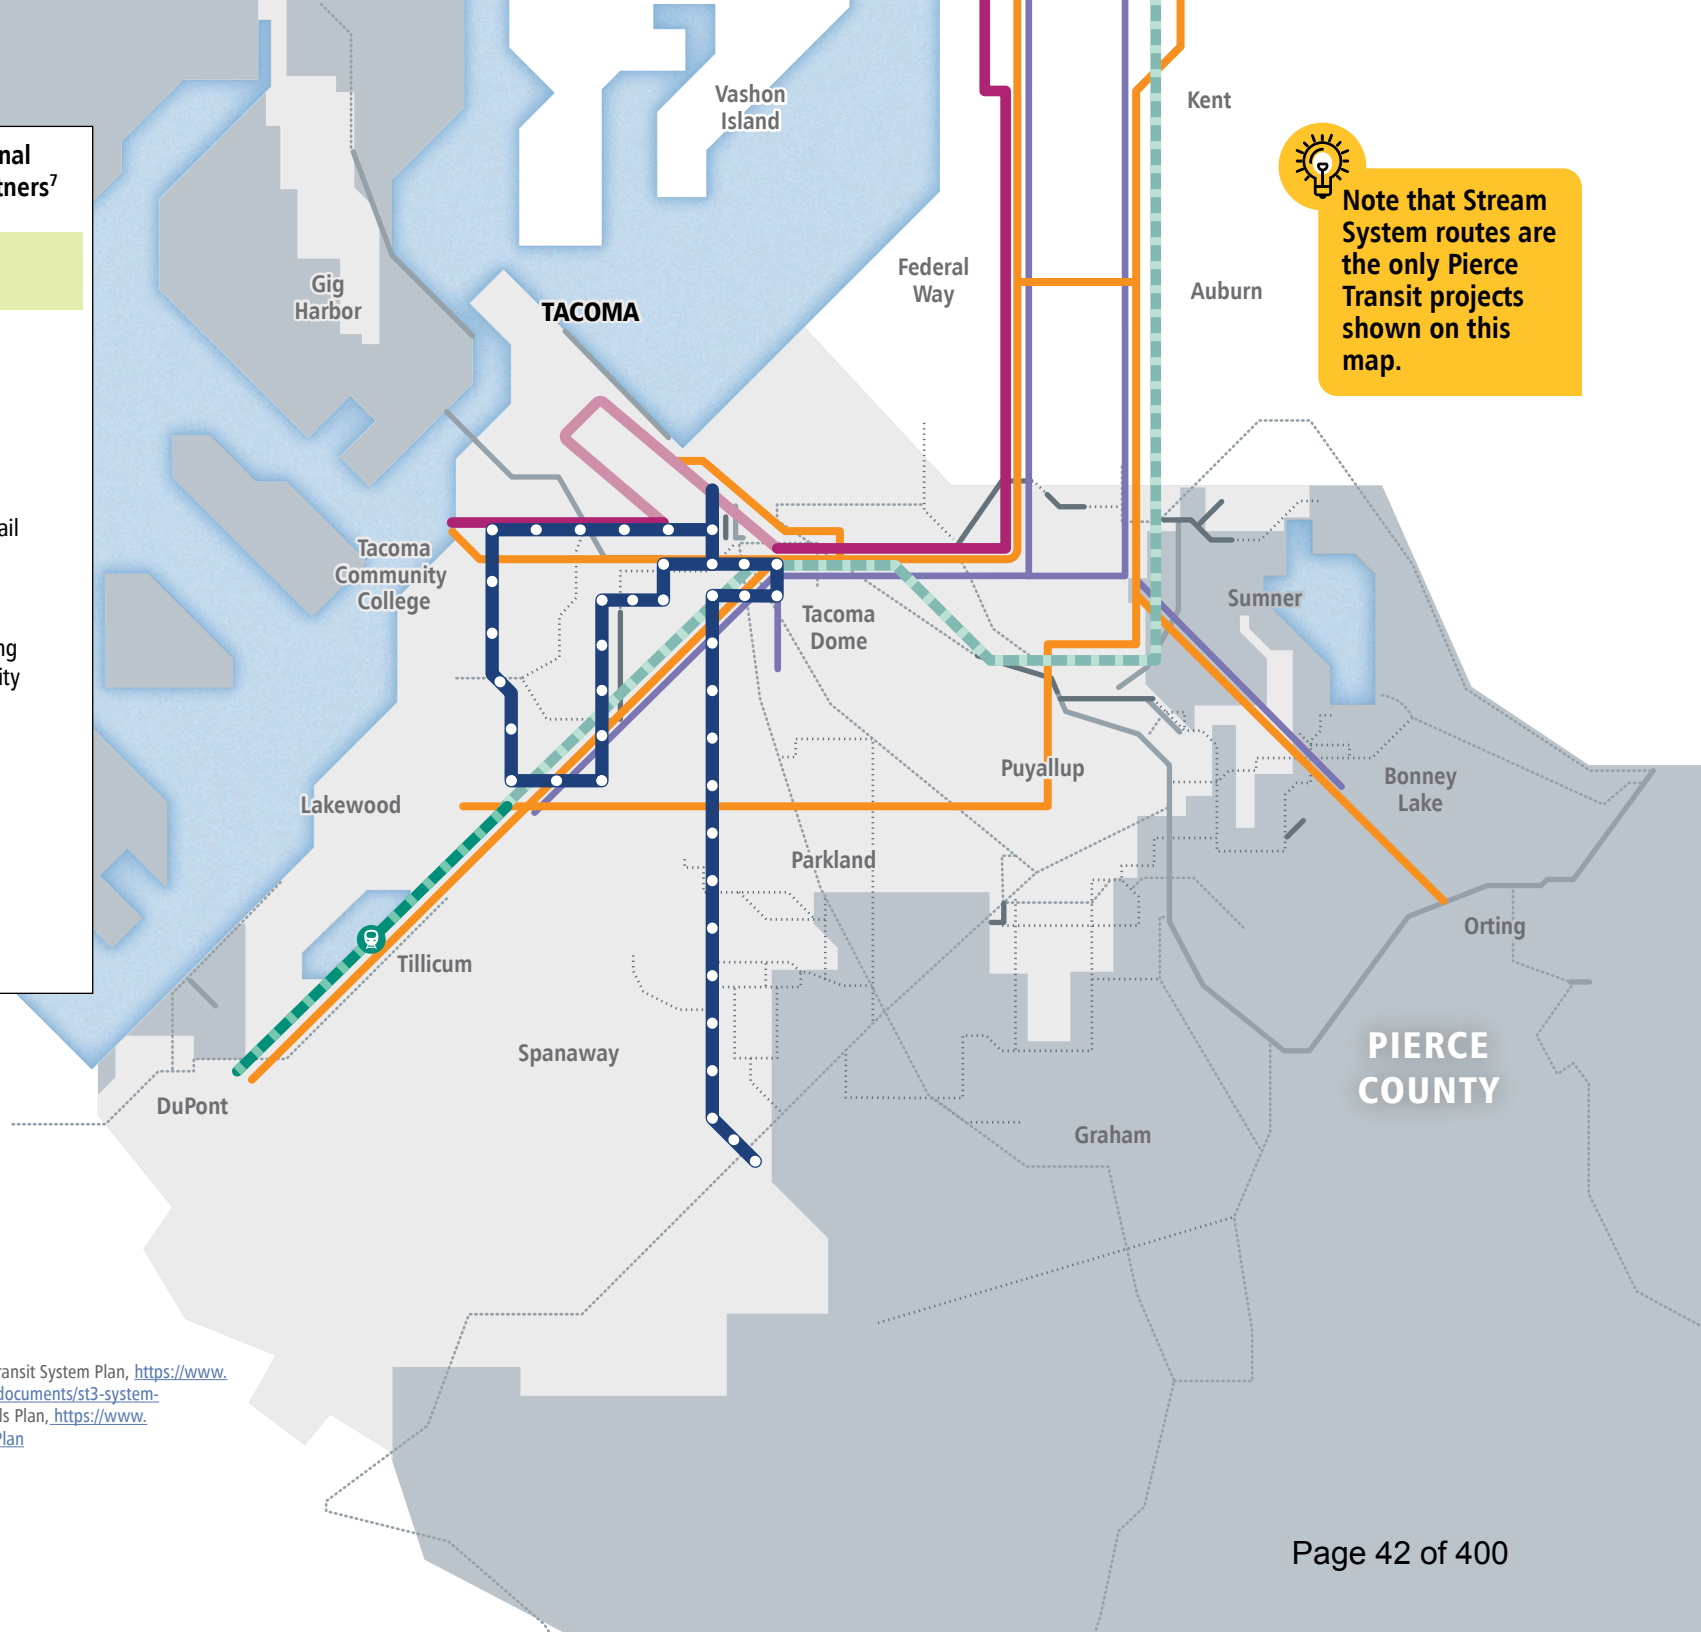 Vashon
Island
Kent
nal
tners7
Note that Stream
System routes are
the only Pierce
Transit projects
shown on this
map.
Federal
Way
Auburn
Gig
Harbor
TACOMA
ail
Tacoma
Community
College
Sumner
Tacoma
Dome
ng
ity
Puyallup
Bonney
Lake
Lakewood
Parkland
Orting
Tillicum
Spanaway
PIERCE
COUNTY
DuPont
Graham
ransit System Plan, https://www.
documents/st3-system-
ls Plan, https://www.
Plan
Page 42 of 400